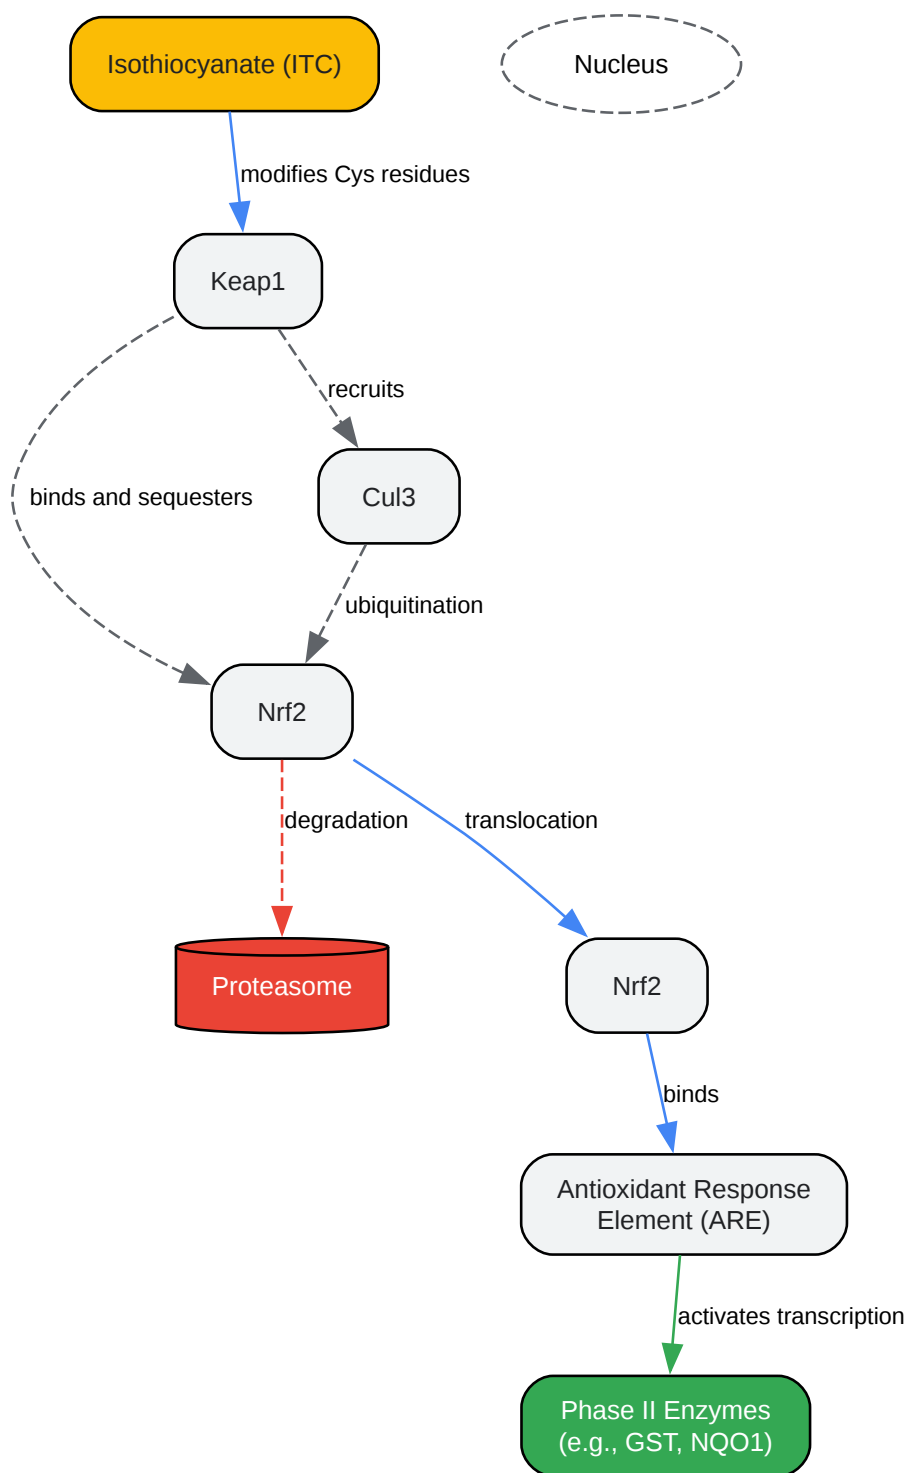 Isothiocyanate (ITC)
Nucleus
modifies Cys residues
Keap1
recruits
binds and sequesters
Cul3
ubiquitination
Nrf2
degradation
translocation
Proteasome
Nrf2
binds
Antioxidant Response
Element (ARE)
activates transcription
Phase II Enzymes
(e.g., GST, NQO1)